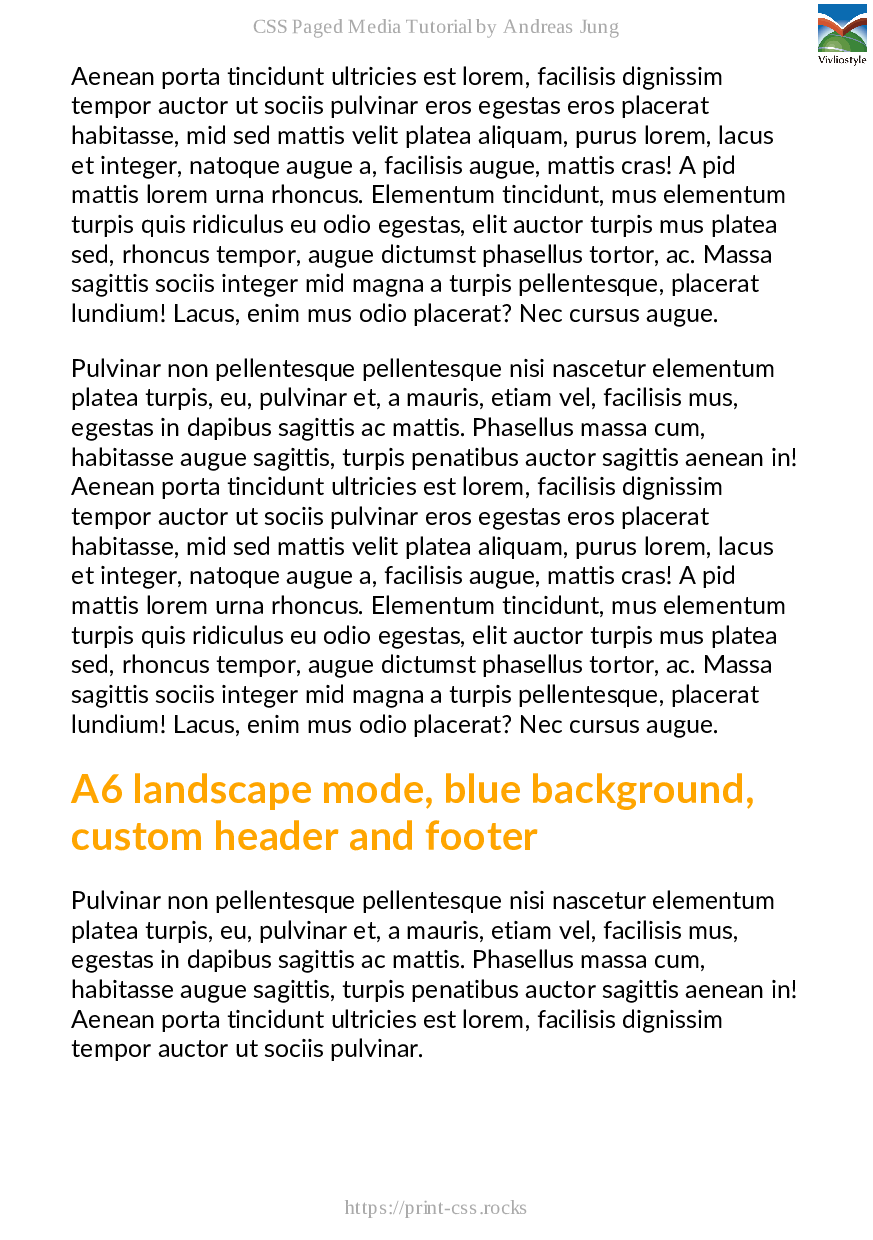 CSS Paged Media Tutorial by Andreas Jung
Vivliostyle
Aenean porta tincidunt ultricies est lorem, facilisis dignissim
tempor auctor ut sociis pulvinar eros egestas eros placerat
habitasse, mid sed mattis velit platea aliquam, purus lorem, lacus
et integer, natoque augue a, facilisis augue, mattis cras! A pid
mattis lorem urna rhoncus. Elementum tincidunt, mus elementum
turpis quis ridiculus eu odio egestas, elit auctor turpis mus platea
sed, rhoncus tempor, augue dictumst phasellus tortor, ac. Massa
sagittis sociis integer mid magna a turpis pellentesque, placerat
lundium! Lacus, enim mus odio placerat? Nec cursus augue.
Pulvinar non pellentesque pellentesque nisi nascetur elementum
platea turpis, eu, pulvinar et, a mauris, etiam vel, facilisis mus,
egestas in dapibus sagittis ac mattis. Phasellus massa cum,
habitasse augue sagittis, turpis penatibus auctor sagittis aenean in!
Aenean porta tincidunt ultricies est lorem, facilisis dignissim
tempor auctor ut sociis pulvinar eros egestas eros placerat
habitasse, mid sed mattis velit platea aliquam, purus lorem, lacus
et integer, natoque augue a, facilisis augue, mattis cras! A pid
mattis lorem urna rhoncus. Elementum tincidunt, mus elementum
turpis quis ridiculus eu odio egestas, elit auctor turpis mus platea
sed, rhoncus tempor, augue dictumst phasellus tortor, ac. Massa
sagittis sociis integer mid magna a turpis pellentesque, placerat
lundium! Lacus, enim mus odio placerat? Nec cursus augue.
A6 landscape mode, blue background,
custom header and footer
Pulvinar non pellentesque pellentesque nisi nascetur elementum
platea turpis, eu, pulvinar et, a mauris, etiam vel, facilisis mus,
egestas in dapibus sagittis ac mattis. Phasellus massa cum,
habitasse augue sagittis, turpis penatibus auctor sagittis aenean in!
Aenean porta tincidunt ultricies est lorem, facilisis dignissim
tempor auctor ut sociis pulvinar.
https://print-css.rocks